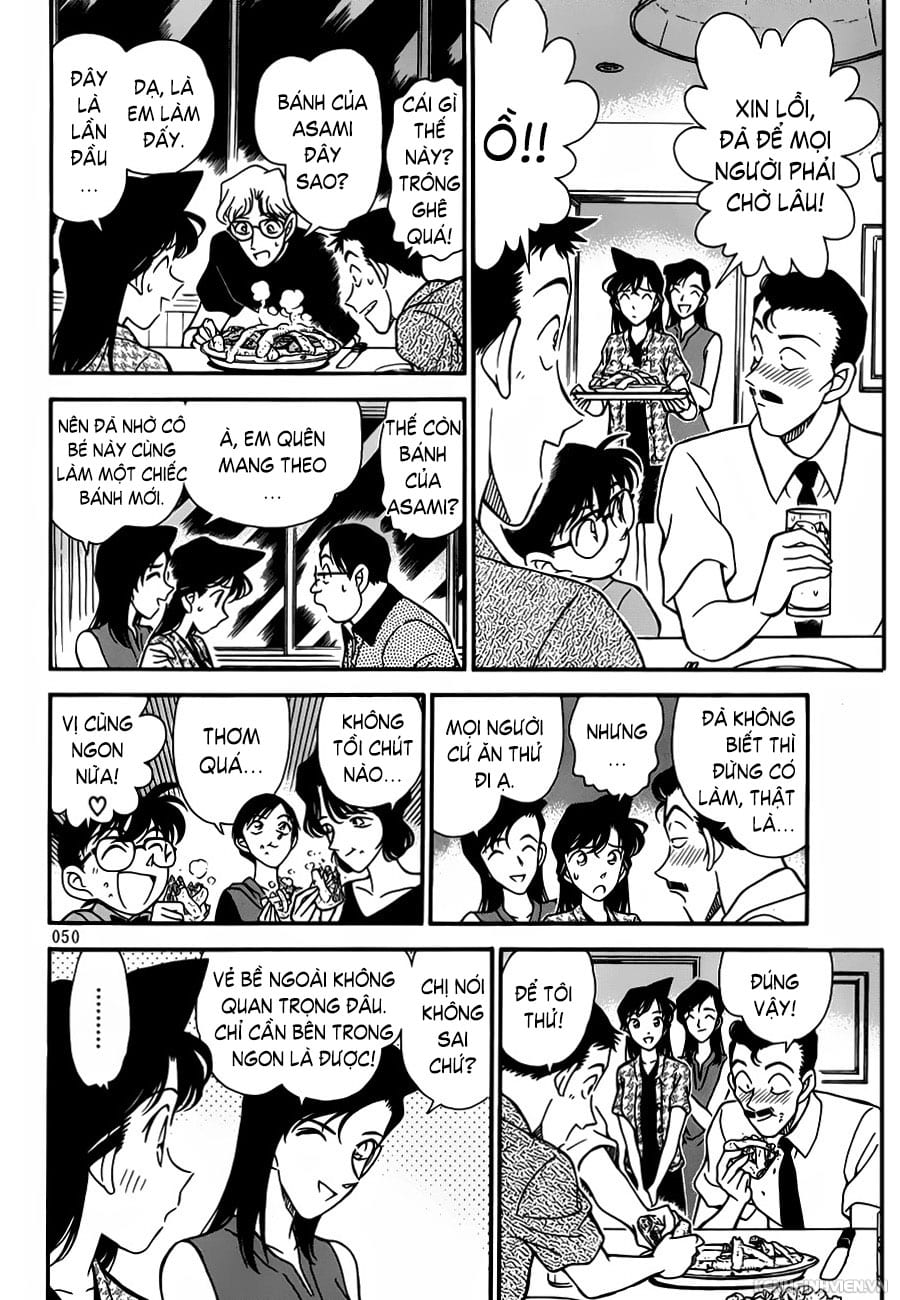 XIN LỖI,
ĐÃ ĐỂ MỌI
NGƯỜI PHẢI
CHỜ LÂU!
Ồ!!
CÁI GÌ
THẾ
NÀY?
TRÔNG
GHÊ
QUÁ!
BÁNH CỦA
ASAMI
ĐÂY
SAO?
DẠ, LÀ
EM LÀM
ĐẤY.
ĐÂY
LÀ
LẦN
ĐẦU
...
THẾ CÒN
BÁNH
CỦA
ASAMI?
À, EM QUÊN
MANG THEO
...
NÊN ĐÃ NHỜ CÔ
BÉ NÀY CÙNG
LÀM MỘT CHIẾC
BÁNH MỚI.
ĐÃ KHÔNG
BIẾT THÌ
ĐỪNG CÓ
LÀM, THẬT
LÀ...
NHƯNG
...
MỌI NGƯỜI
CỨ ĂN THỬ
ĐI Ạ.
KHÔNG
TỒI CHÚT
NÀO...
THƠM
QUÁ...
VỊ CŨNG
NGON
NỮA!
♡
050
ĐÚNG
VẬY!
ĐỂ TÔI
THỬ!
CHỊ NÓI
KHÔNG
SAI
CHỨ?
VẺ BỀ NGOÀI KHÔNG
QUAN TRỌNG ĐÂU.
CHỈ CẦN BÊN TRONG
NGON LÀ ĐƯỢC!
........
KENHSINHVIEN.VN